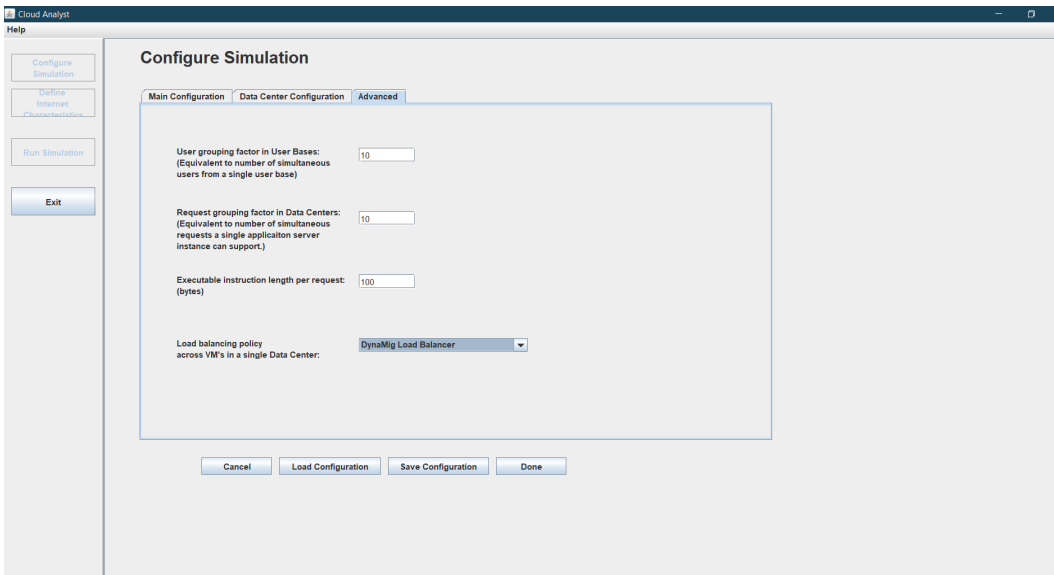 Cloud Analyst
Help
Configure
Simulation
Define
Internet
Characteristics
Run Simulation
Exit
Configure Simulation
Main Configuration
Data Center Configuration
Advanced
User grouping factor in User Bases:
(Equivalent to number of simultaneous
users from a single user base)
10
Request grouping factor in Data Centers:
(Equivalent to number of simultaneous
requests a single applicaiton server
instance can support.)
10
Executable instruction length per request:
(bytes)
100
Load balancing policy
across VM's in a single Data Center:
DynaMig Load Balancer
Cancel
Load Configuration
Save Configuration
Done